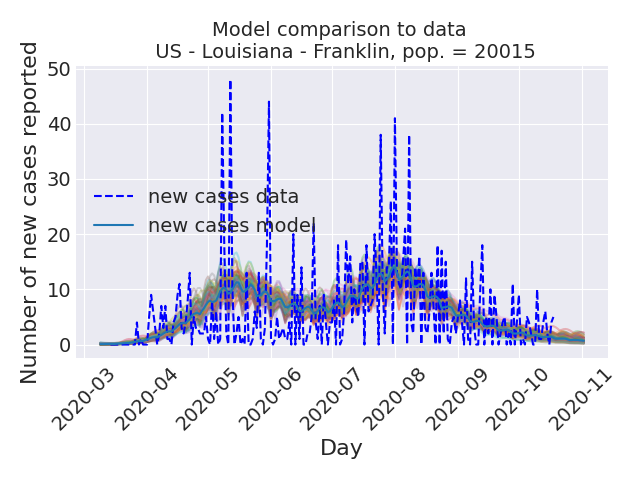 Model comparison to data
US - Louisiana - Franklin, pop. = 20015
Number of new cases reported
50
40
30
20
10
0
new cases data
new cases model
2020-03
2020-04
2020-05
2020-06
2020-07
2020-08
2020-09
2020-10
2020-11
Day